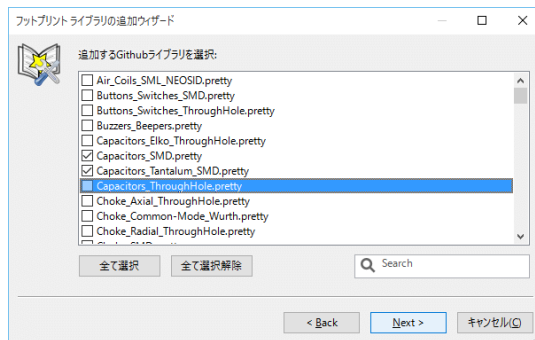 フットプリント ライブラリの追加ウィザード
追加するGithubライブラリを選択:
Air_Coils_SML_NEOSID.pretty
Buttons_Switches_SMD.pretty
Buttons_Switches_ThroughHole.pretty
Buzzers_Beepers.pretty
Capacitors_Elko_ThroughHole.pretty
Capacitors_SMD.pretty
Capacitors_Tantalum_SMD.pretty
Capacitors_ThroughHole.pretty
Choke_Axial_ThroughHole.pretty
Choke_Common-Mode_Wurth.pretty
Choke_Radial_ThroughHole.pretty
全て選択 全て選択解除 Search
< Back Next > キャンセル(C)